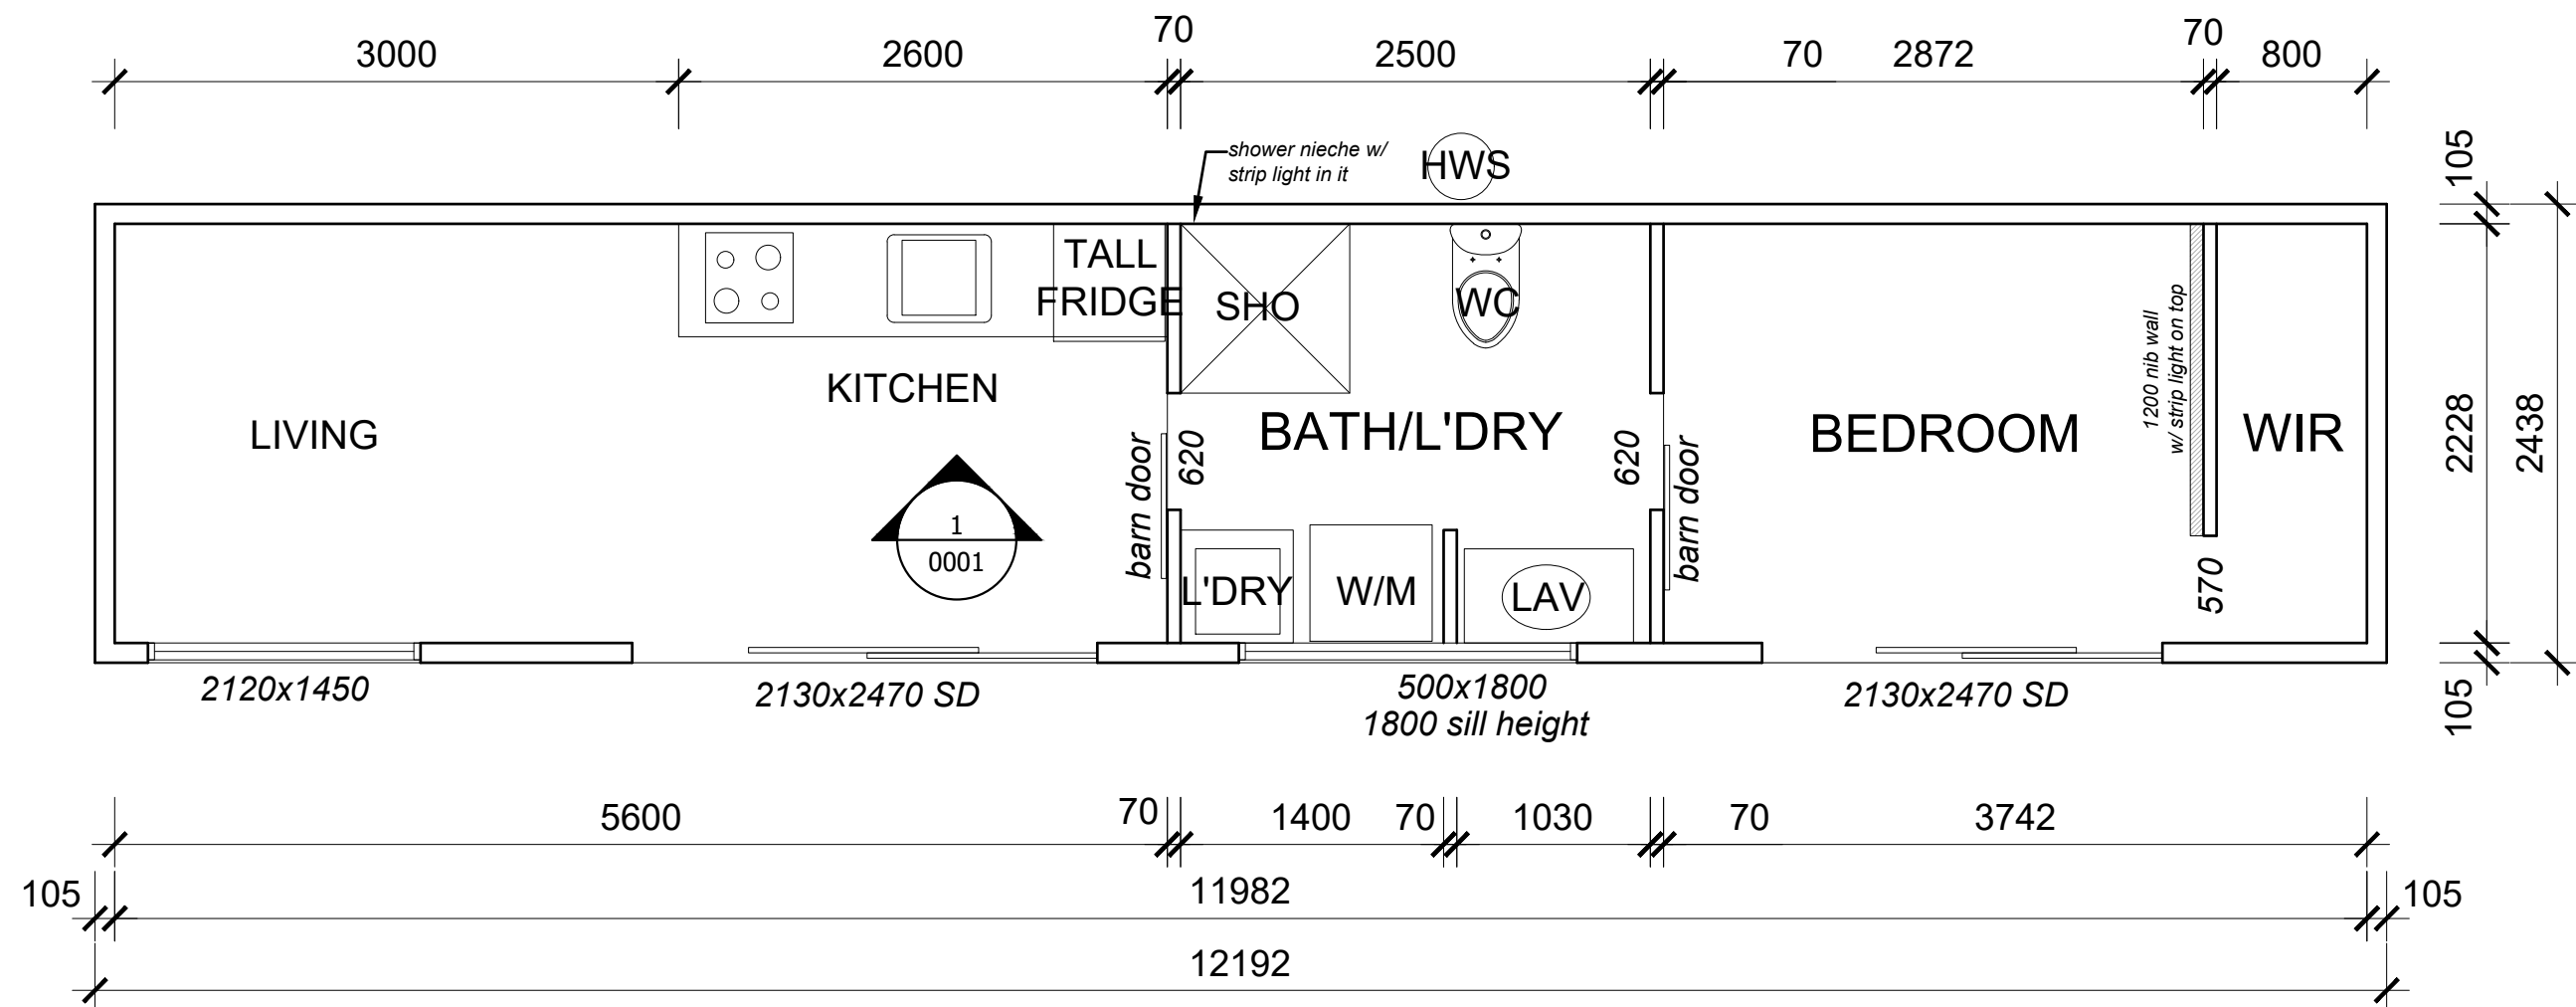 3000
2600
70
2500
70
2872
70
800
shower nieche w/
strip light in it
HWS
105
TALL
FRIDGE
SHO
WC
KITCHEN
LIVING
BATH/L'DRY
BEDROOM
1200 nib wall
w/ strip light on top
WIR
2228
2438
barn door
620
620
barn door
1
0001
L'DRY
W/M
LAV
570
2120x1450
2130x2470 SD
500x1800
1800 sill height
2130x2470 SD
105
5600
70
1400
70
1030
70
3742
105
11982
105
12192